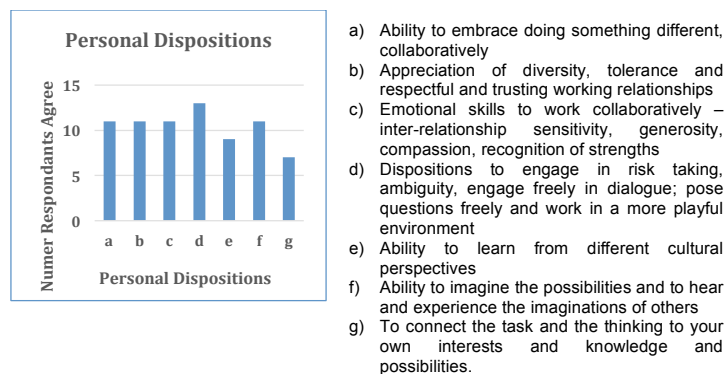 Personal Dispositions
15
10
5
0
a b c d e f g
Numer Respondants Agree
Personal Dispositions
a) Ability to embrace doing something different,
collaboratively
b) Appreciation of diversity, tolerance and
respectful and trusting working relationships
c) Emotional skills to work collaboratively –
inter-relationship sensitivity, generosity,
compassion, recognition of strengths
d) Dispositions to engage in risk taking,
ambiguity, engage freely in dialogue; pose
questions freely and work in a more playful
environment
e) Ability to learn from different cultural
perspectives
f) Ability to imagine the possibilities and to hear
and experience the imaginations of others
g) To connect the task and the thinking to your
own interests and knowledge and
possibilities.